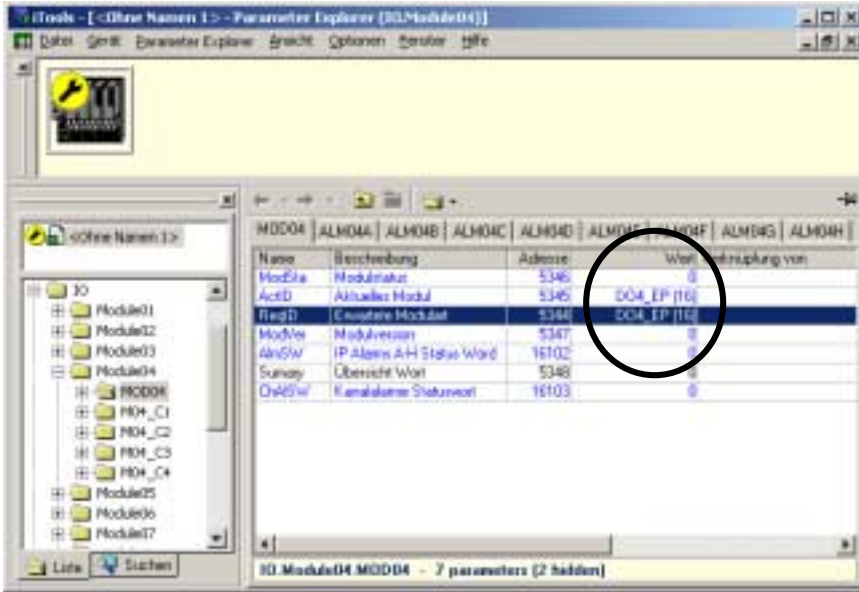 iTools - [<Ohne Namen 1> - Parameter Explorer (IO.Module04)]
Datei Gerät Parameter Explorer Ansicht Optionen Fenster Hilfe
<Ohne Namen 1>
IO
Module01
Module02
Module03
Module04
MOD04
M04_C1
M04_C2
M04_C3
M04_C4
Module05
Module06
Module07
Liste Suchen
MOD04 ALM04A ALM04B ALM04C ALM04D ALM04E ALM04F ALM04G ALM04H
Name Beschreibung Adresse Wert Verknüpfung von
ModSta Modulstatus 5346 0
ActID Aktuelles Modul 5345 DO4_EP (16)
ReqID Erwartete Modulart 5344 DO4_EP (16)
ModVer Modulversion 5347 0
AlmSW IP Alarms A-H Status Word 16102 0
Sumary Übersicht Wort 5348 0
ChAlSW Kanalalarme Statuswort 16103 0
IO.Module04.MOD04 - 7 parameters (2 hidden)